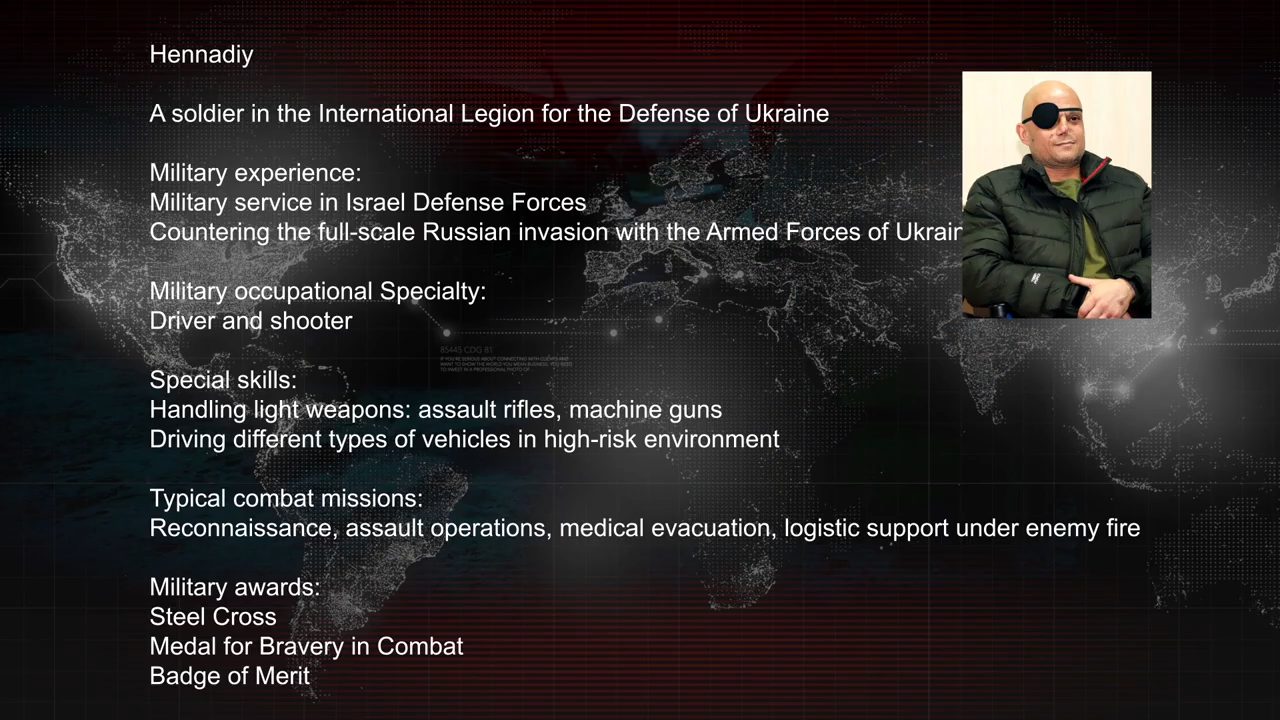 Hennadiy
A soldier in the International Legion for the Defense of Ukraine
Military experience:
Military service in Israel Defense Forces
Countering the full-scale Russian invasion with the Armed Forces of
Military occupational Specialty:
Driver and shooter
85445 CDG 81
Special skills:
Handling light weapons: assault rifles, machine guns
Driving different types of vehicles in high-risk environment
Typical combat missions:
Reconnaissance, assault operations, medical evacuation, logistic support under enemy fire
Military awards:
Steel Cross
Medal for Bravery in Combat
Badge of Merit